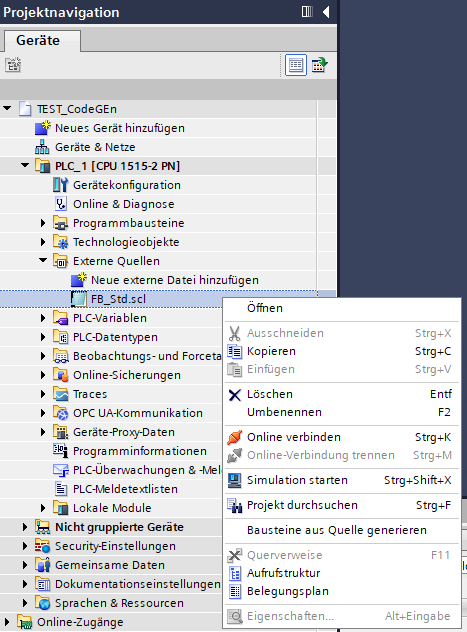 Projektnavigation
Geräte
TEST_CodeGEn
Neues Gerät hinzufügen
Geräte & Netze
PLC_1 [CPU 1515-2 PN]
Gerätekonfiguration
Online & Diagnose
Programmbausteine
Technologieobjekte
Externe Quellen
Neue externe Datei hinzufügen
FB_Std.scl
PLC-Variablen
PLC-Datentypen
Beobachtungs- und Forceta
Online-Sicherungen
Traces
OPC UA-Kommunikation
Geräte-Proxy-Daten
Programminformationen
PLC-Überwachungen & -Mel
PLC-Meldetextlisten
Lokale Module
Nicht gruppierte Geräte
Security-Einstellungen
Gemeinsame Daten
Dokumentationseinstellungen
Sprachen & Ressourcen
Online-Zugänge
Öffnen
Ausschneiden Strg+X
Kopieren Strg+C
Einfügen Strg+V
Löschen Entf
Umbenennen F2
Online verbinden Strg+K
Online-Verbindung trennen Strg+M
Simulation starten Strg+Shift+X
Projekt durchsuchen Strg+F
Bausteine aus Quelle generieren
Querverweise F11
Aufrufstruktur
Belegungsplan
Eigenschaften... Alt+Eingabe